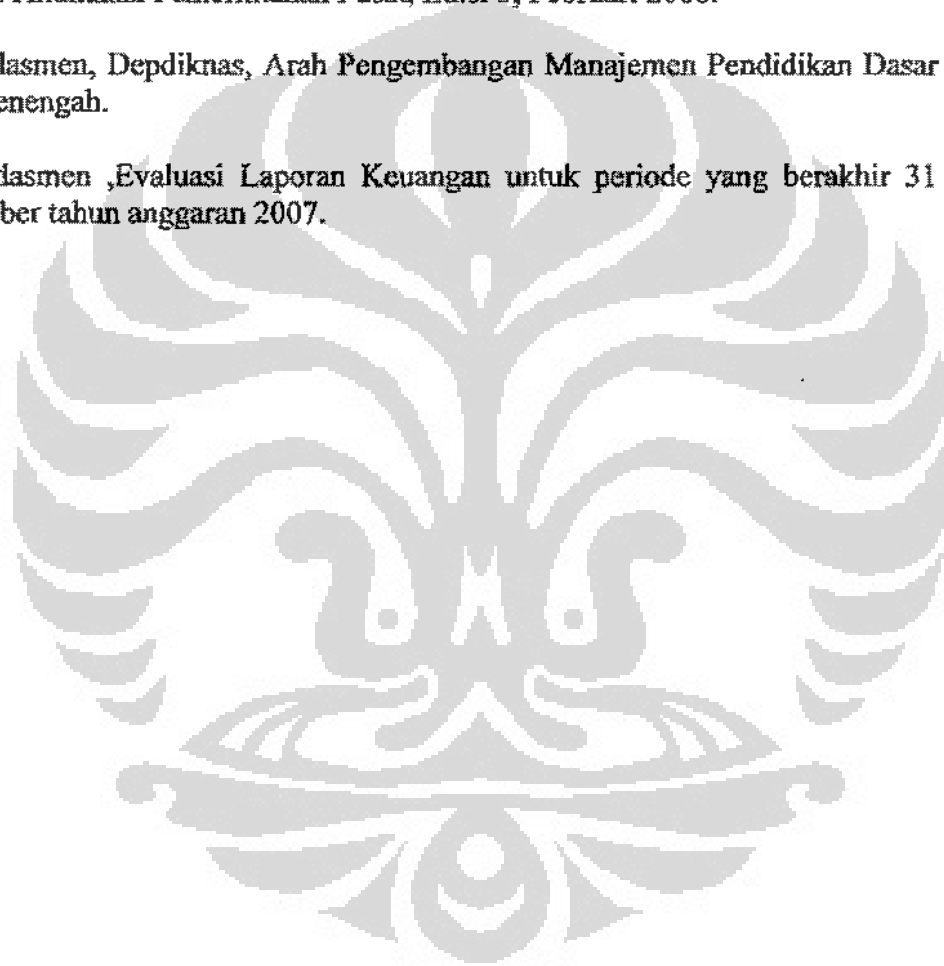 dasmen, Depdiknas, Arah Pengembangan Manajemen Pendidikan Dasar
enengah.
dasmen ,Evaluasi Laporan Keuangan untuk periode yang berakhir 31
ber tahun anggaran 2007.